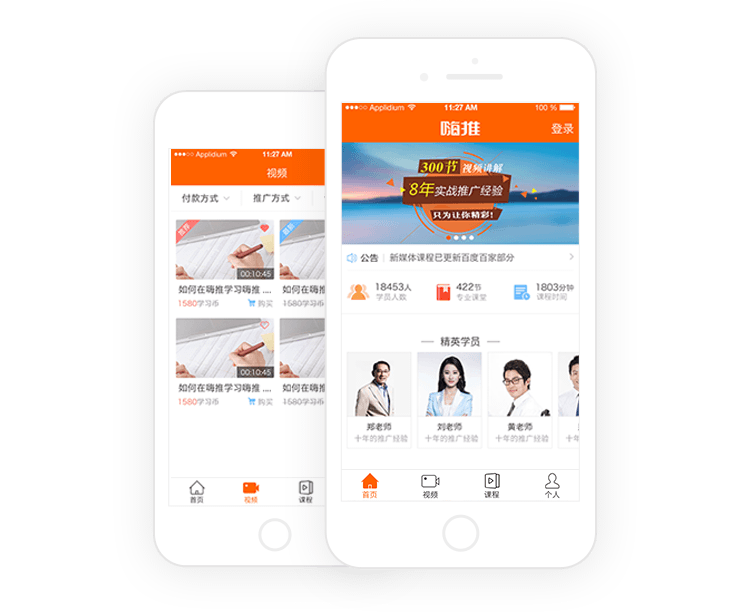 Applidium 11:27 AM
视频
付款方式 推广方式
推荐
最新
00:10:45
如何在嗨推学习嗨推 .... 如何在嗨推
1580学习币 购买 1580学习币
00:10:45
如何在嗨推学习嗨推 .... 如何在嗨推
1580学习币 购买 1580学习币
首页 视频 课程
Applidium 11:27 AM 100 %
嗨推 登录
300节 视频讲解
8年实战推广经验
只为让你精彩!
公告 新媒体课程已更新百度百家部分
18453人 422节 1803分钟
学员人数 专业课堂 课程时间
精英学员
郑老师 刘老师 黄老师
十年的推广经验 十年的推广经验 十年的推广经验 十年
首页 视频 课程 个人